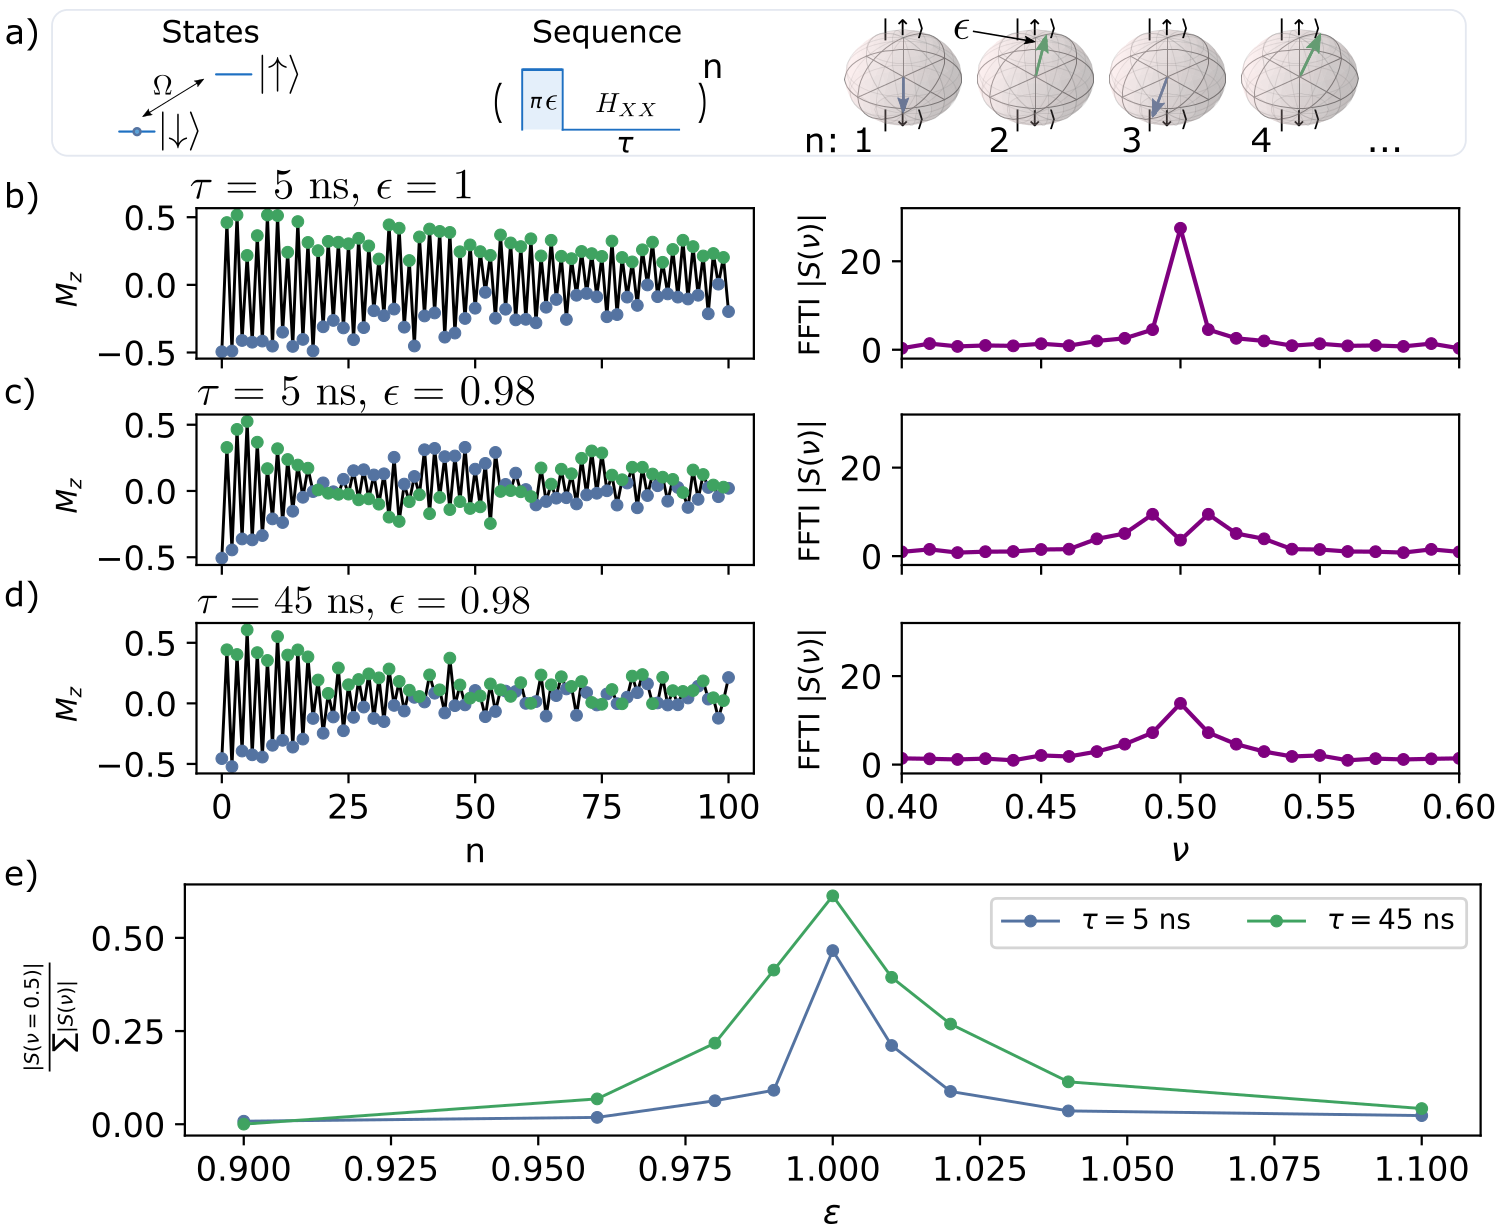 a)
States
Sequence
Ω
|↑⟩
|↓⟩
( πϵ H_XX )^n
τ
ϵ
|↑⟩ |↑⟩ |↑⟩ |↑⟩
|↓⟩ |↓⟩ |↓⟩ |↓⟩
n: 1 2 3 4 ...
b)
τ = 5 ns, ϵ = 1
0.5
0.0
−0.5
M_z
FFTI |S(ν)|
20
0
c)
τ = 5 ns, ϵ = 0.98
0.5
0.0
−0.5
M_z
FFTI |S(ν)|
20
0
d)
τ = 45 ns, ϵ = 0.98
0.5
0.0
−0.5
M_z
0 25 50 75 100
n
FFTI |S(ν)|
20
0
0.40 0.45 0.50 0.55 0.60
ν
e)
|S(ν = 0.5)|
Σ|S(ν)|
0.50
0.25
0.00
τ = 5 ns τ = 45 ns
0.900 0.925 0.950 0.975 1.000 1.025 1.050 1.075 1.100
ε